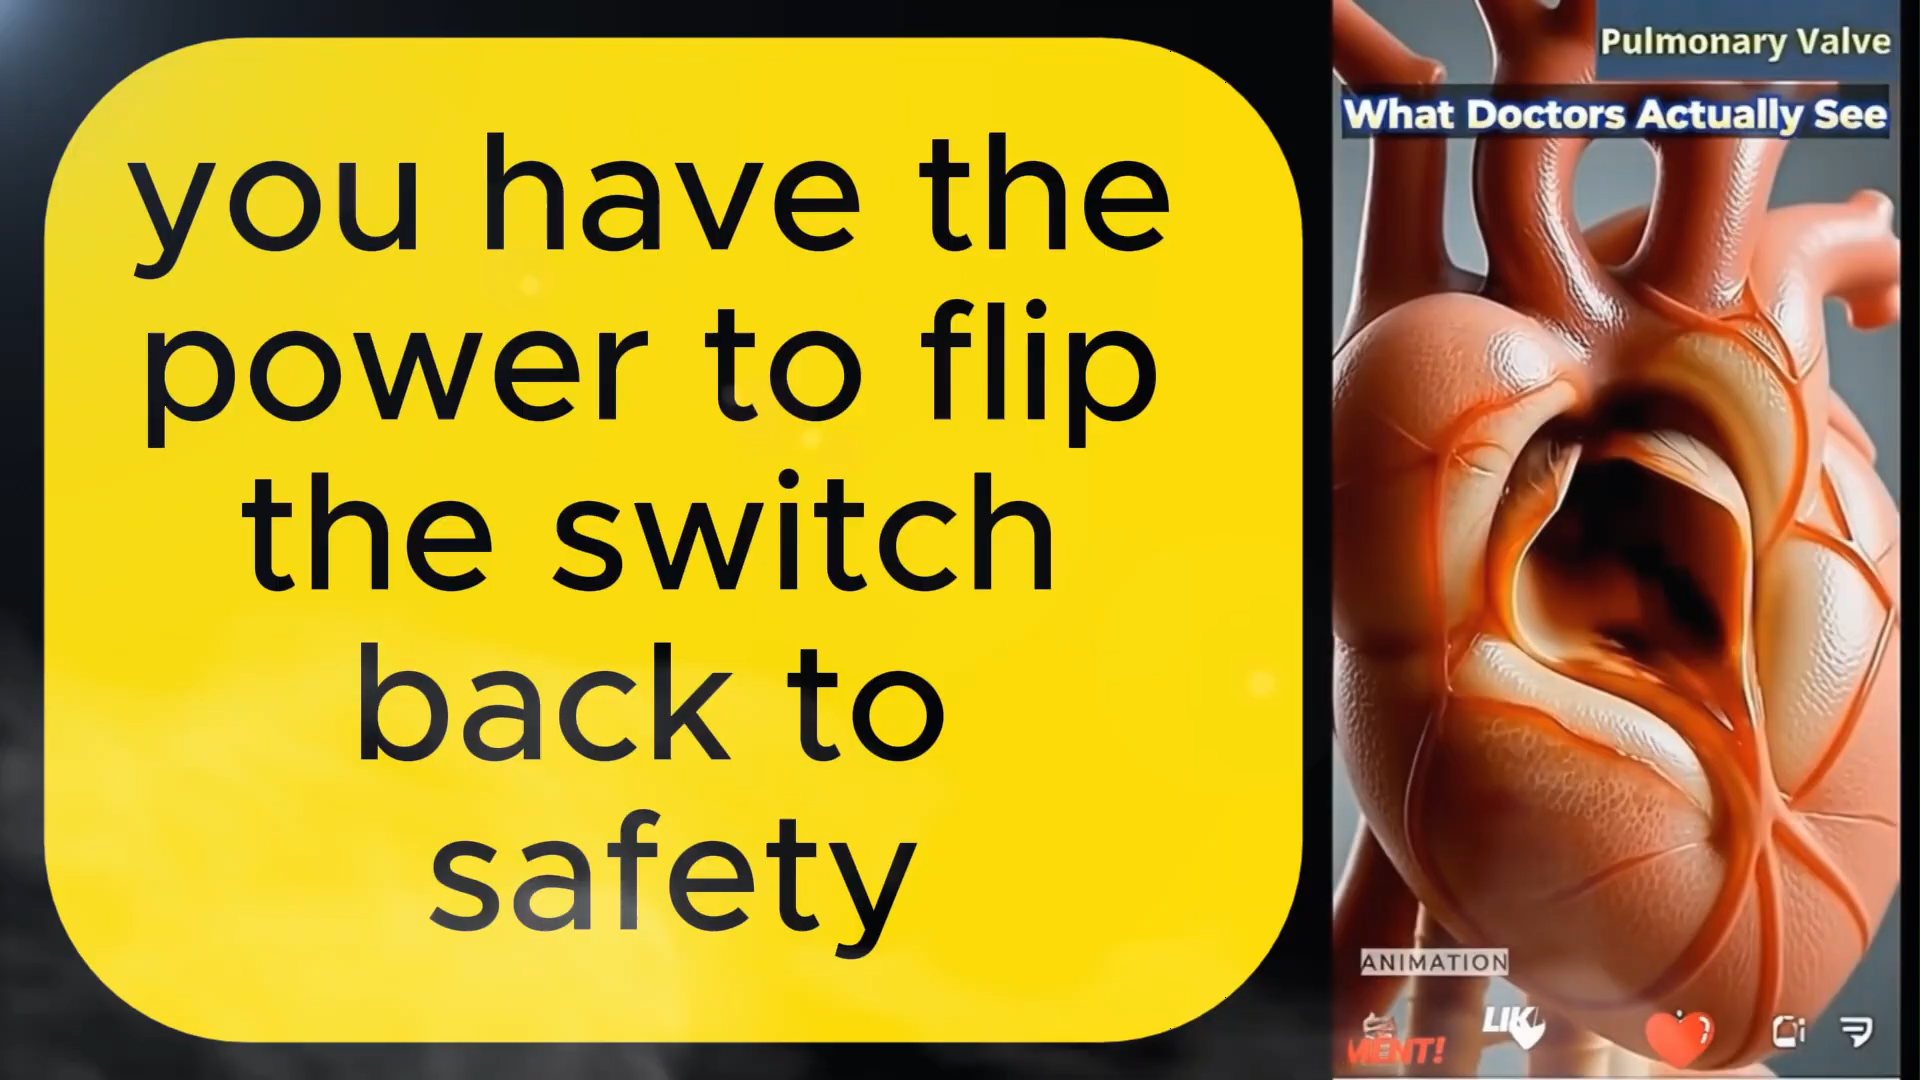 you have the
power to flip
the switch
back to
safety
Pulmonary Valve
What Doctors Actually See
ANIMATION